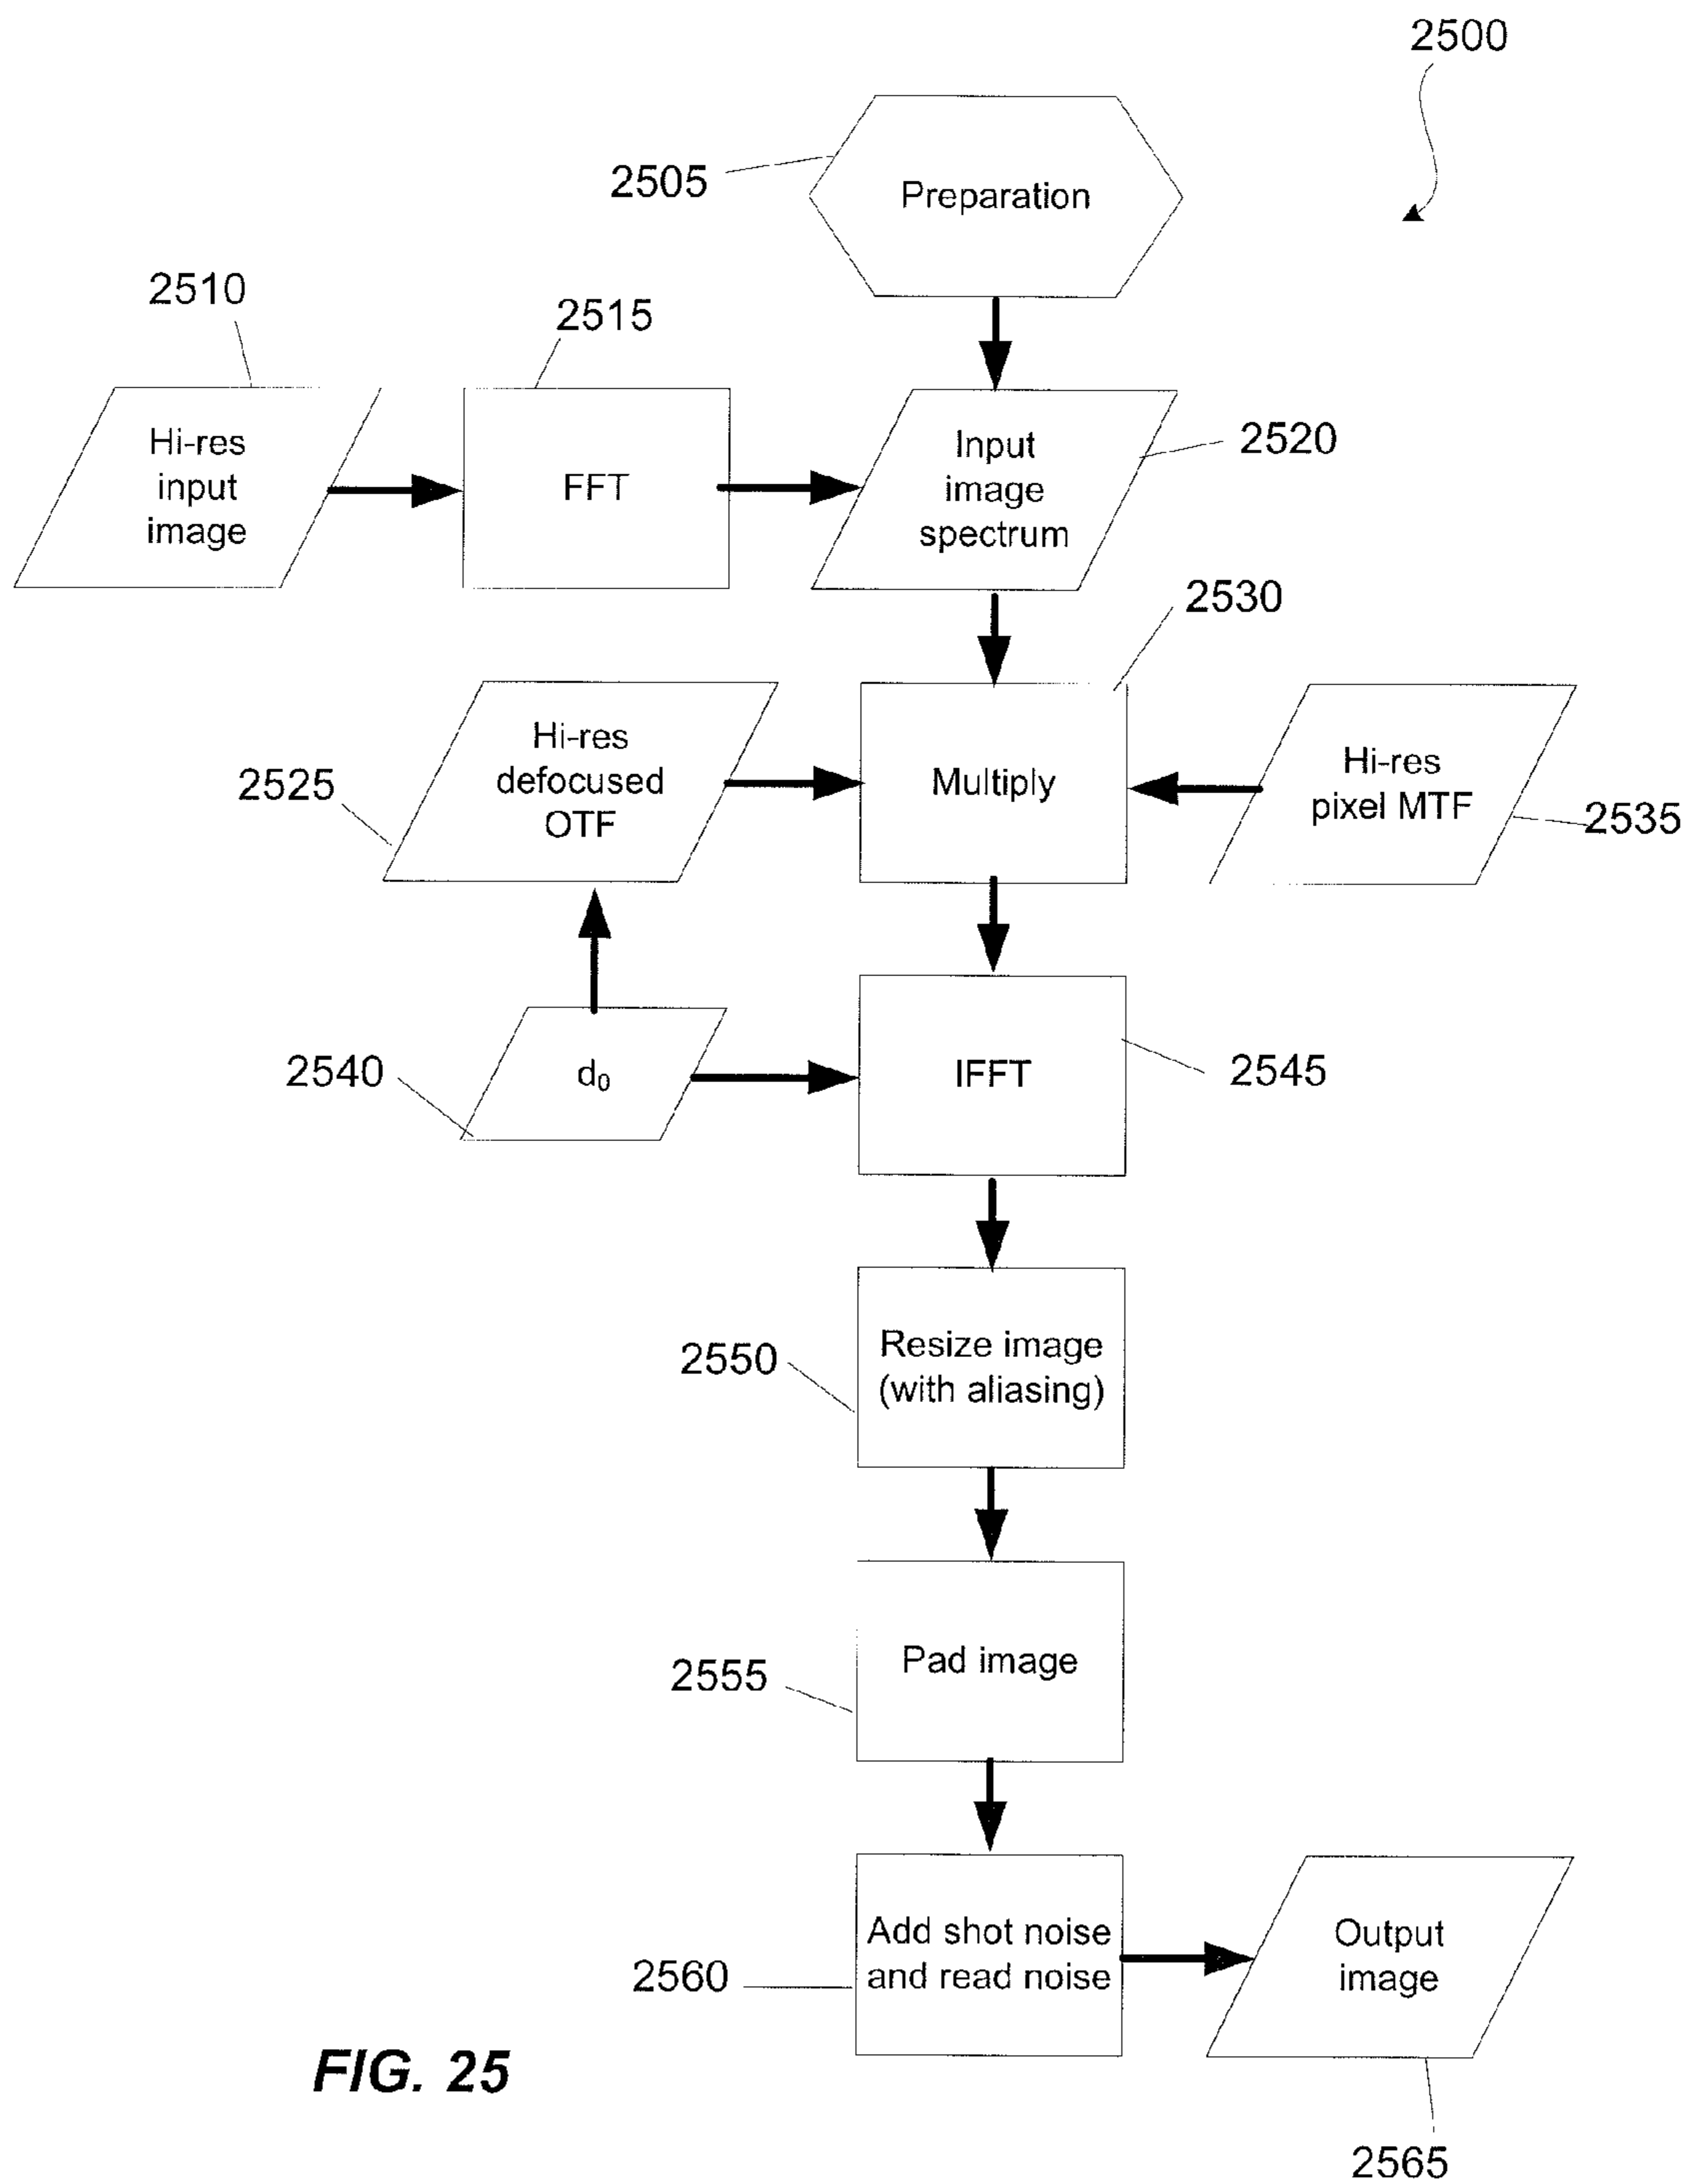 2500
2505
Preparation
2510
2515
Hi-res
input
image
FFT
Input
image
spectrum
2520
2530
2525
Hi-res
defocused
OTF
Multiply
Hi-res
pixel MTF
2535
2540
d₀
IFFT
2545
2550
Resize image
(with aliasing)
2555
Pad image
2560
Add shot noise
and read noise
Output
image
2565
FIG. 25